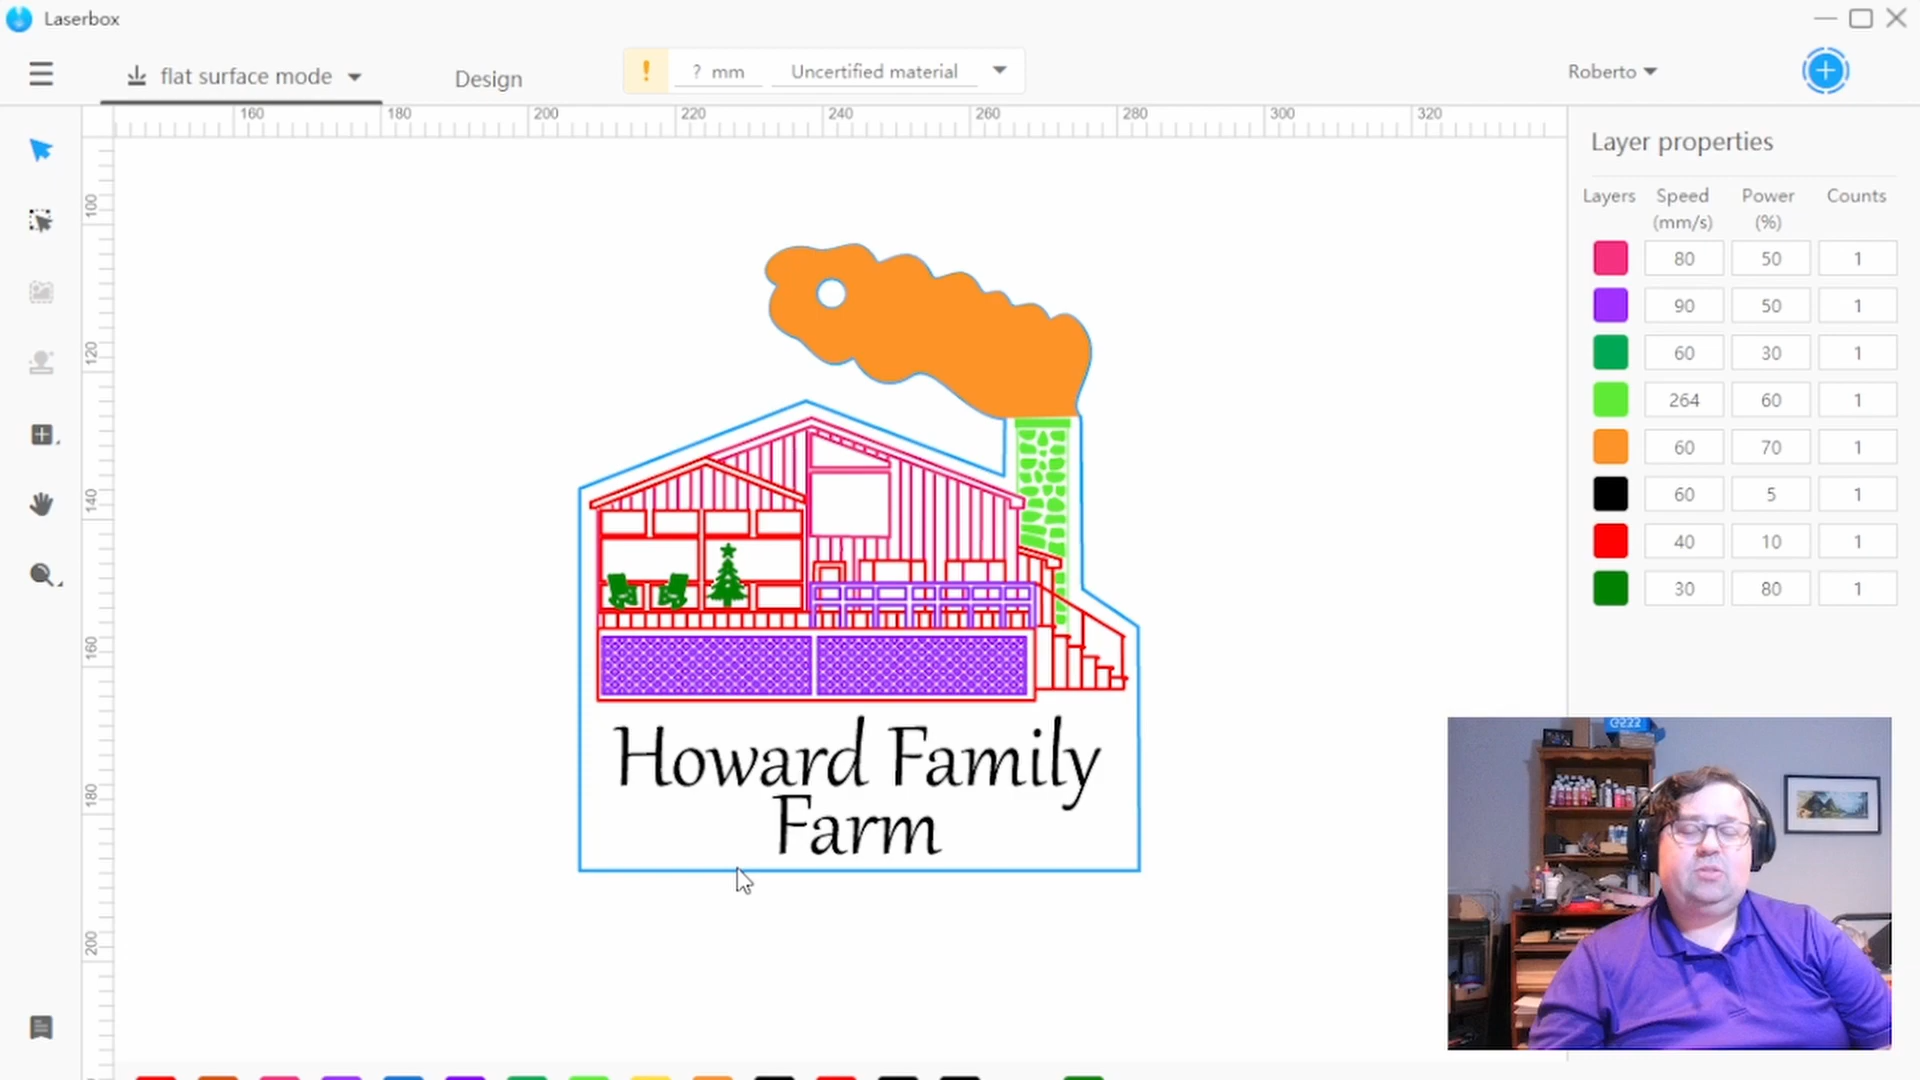 Laserbox
flat surface mode
Design
! ? mm Uncertified material
Roberto
160 180 200 220 240 260 280 300 320
100
120
140
160
180
200
Layer properties
Layers Speed (mm/s) Power (%) Counts
80 50 1
90 50 1
60 30 1
264 60 1
60 70 1
60 5 1
40 10 1
30 80 1
Howard Family
Farm